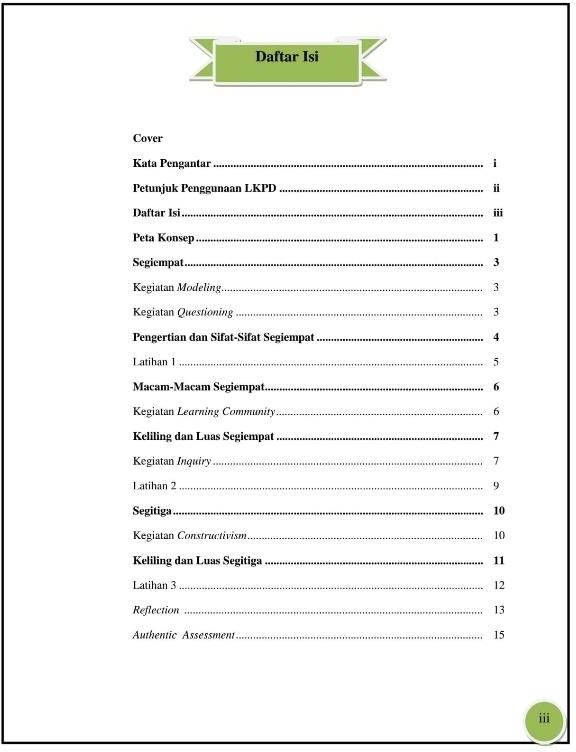 Daftar Isi
Cover
Kata Pengantar ................................................ i
Petunjuk Penggunaan LKPD ................................................ ii
Daftar Isi ................................................ iii
Peta Konsep ................................................ 1
Segiempat ................................................ 3
Kegiatan Modeling ................................................ 3
Kegiatan Questioning ................................................ 3
Pengertian dan Sifat-Sifat Segiempat ................................................ 4
Latihan 1 ................................................ 5
Macam-Macam Segiempat ................................................ 6
Kegiatan Learning Community ................................................ 6
Keliling dan Luas Segiempat ................................................ 7
Kegiatan Inquiry ................................................ 7
Latihan 2 ................................................ 9
Segitiga ................................................ 10
Kegiatan Constructivism ................................................ 10
Keliling dan Luas Segitiga ................................................ 11
Latihan 3 ................................................ 12
Reflection ................................................ 13
Authentic Assessment ................................................ 15
iii